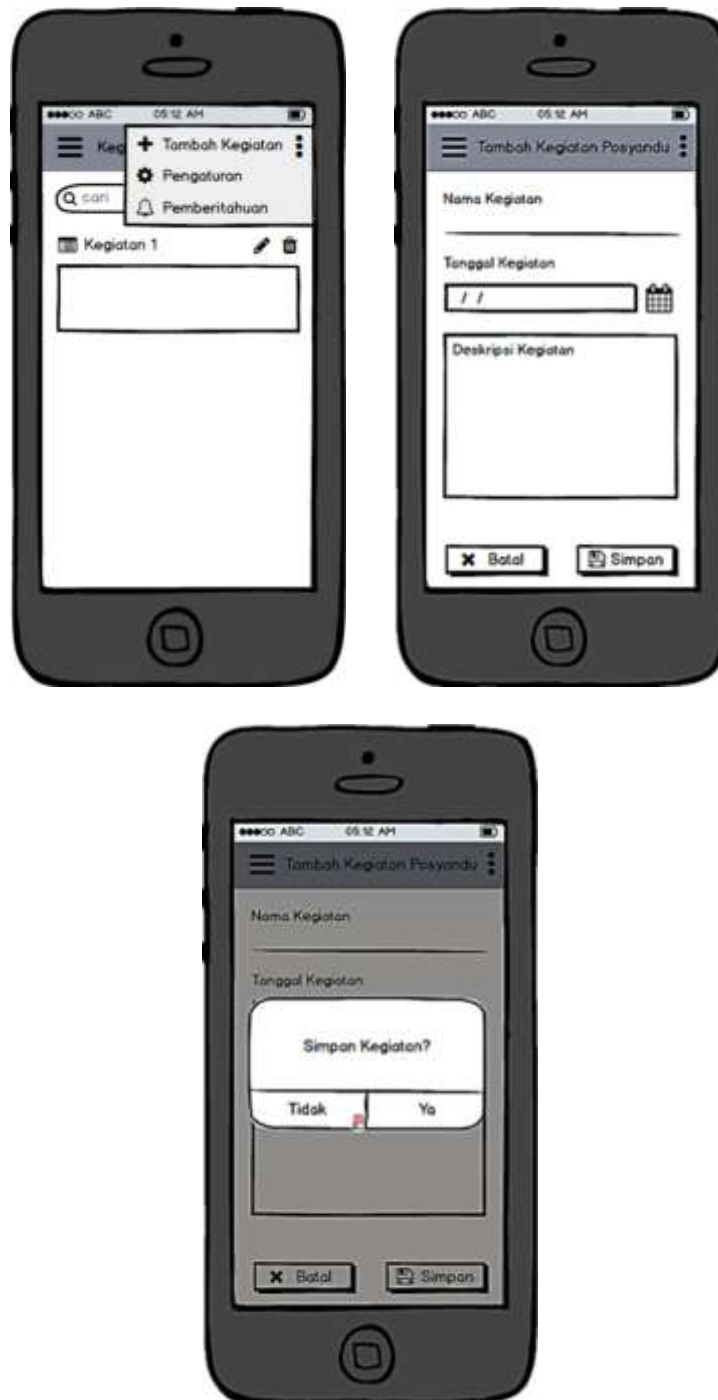 ABC 05:12 AM
Keg
+ Tambah Kegiatan
Pengaturan
Pemberitahuan
cari
Kegiatan 1
ABC 05:12 AM
Tambah Kegiatan Posyandu
Nama Kegiatan
Tanggal Kegiatan
/ /
Deskripsi Kegiatan
Batal Simpan
ABC 05:12 AM
Tambah Kegiatan Posyandu
Nama Kegiatan
Tanggal Kegiatan
Simpan Kegiatan?
Tidak Ya
Batal Simpan